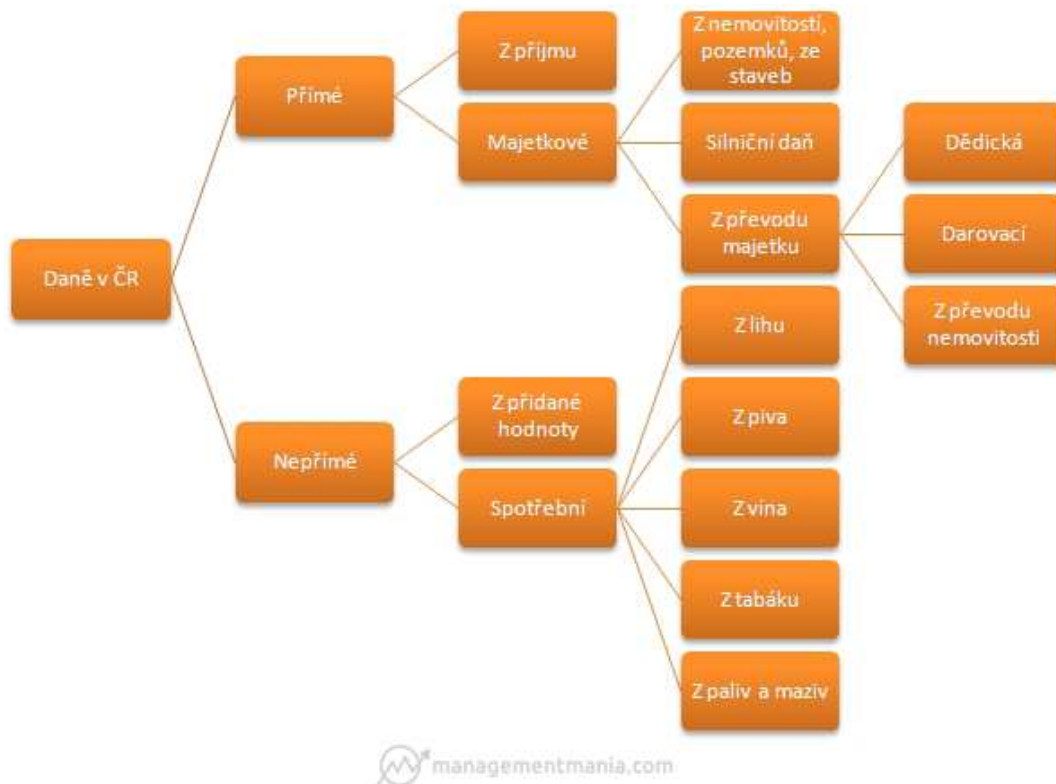 Daně v ČR
Přímé
Z příjmu
Majetkové
Z nemovitostí,
pozemků, ze
staveb
Silniční daň
Z převodu
majetku
Dědická
Darovací
Z převodu
nemovitosti
Nepřímé
Z přidané
hodnoty
Spotřební
Z lihu
Z piva
Z vína
Z tabáku
Z paliv a maziv
managementmania.com